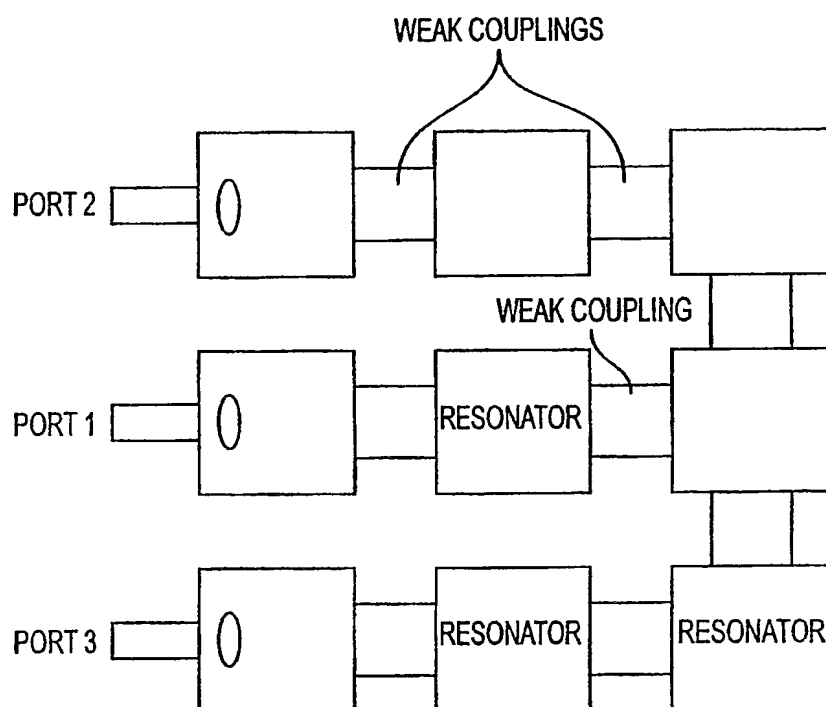 WEAK COUPLINGS
PORT 2
WEAK COUPLING
PORT 1
RESONATOR
PORT 3
RESONATOR
RESONATOR